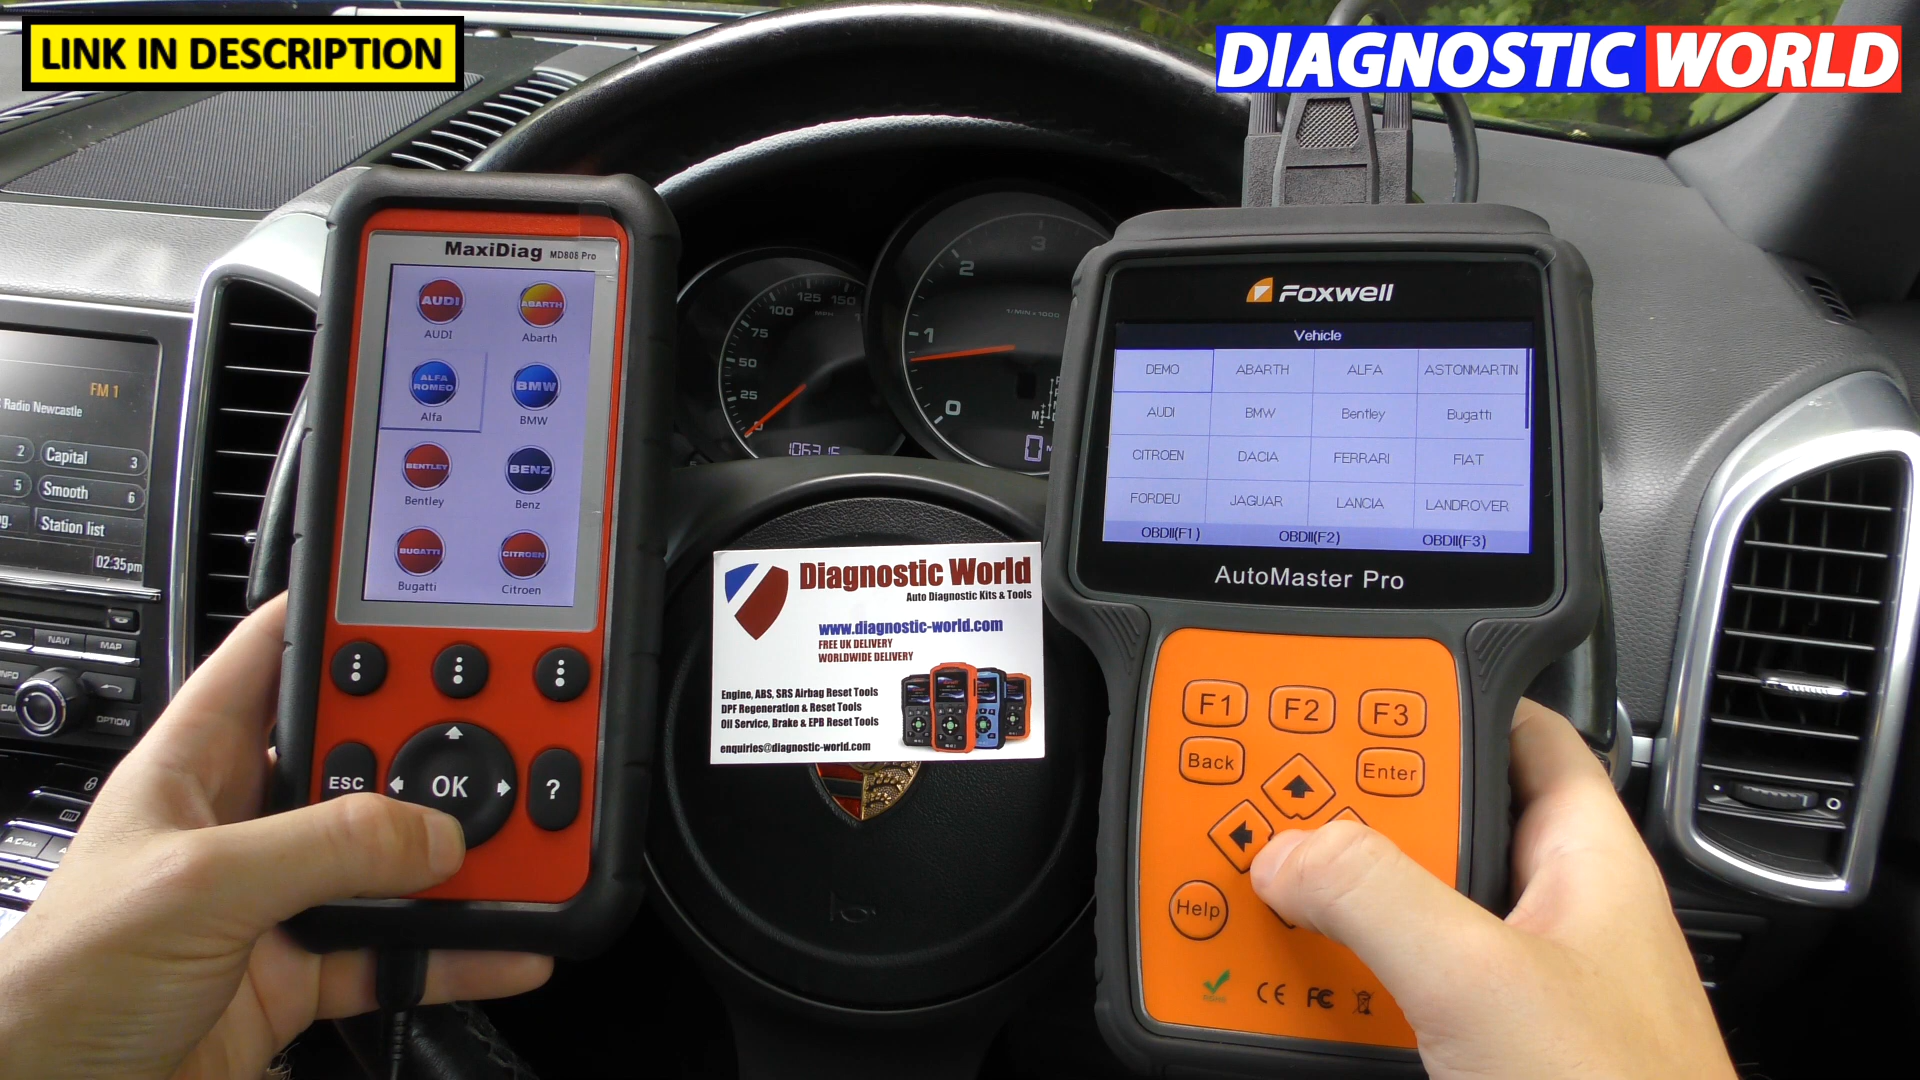 LINK IN DESCRIPTION
DIAGNOSTIC WORLD
MaxiDiag MD808 Pro
AUDI
ABARTH
AUDI
Abarth
ALFA
ROMEO
BMW
Alfa
BMW
BENTLEY
BENZ
Bentley
Benz
BUGATTI
CITROEN
Bugatti
Citroen
ESC
OK
?
FM 1
Radio Newcastle
2
Capital 3
5
Smooth 6
Station list
02:35pm
NAVI
MAP
OPTION
25
50
75
100
125
150
MPH
0
1
2
3
1/MIN x 1000
Diagnostic World
Auto Diagnostic Kits & Tools
www.diagnostic-world.com
FREE UK DELIVERY
WORLDWIDE DELIVERY
Engine, ABS, SRS Airbag Reset Tools
DPF Regeneration & Reset Tools
Oil Service, Brake & EPB Reset Tools
enquiries@diagnostic-world.com
Foxwell
Vehicle
DEMO ABARTH ALFA ASTONMARTIN
AUDI BMW Bentley Bugatti
CITROEN DACIA FERRARI FIAT
FORDEU JAGUAR LANCIA LANDROVER
OBDII(F1) OBDII(F2) OBDII(F3)
AutoMaster Pro
F1 F2 F3
Back
Enter
Help
CE FC